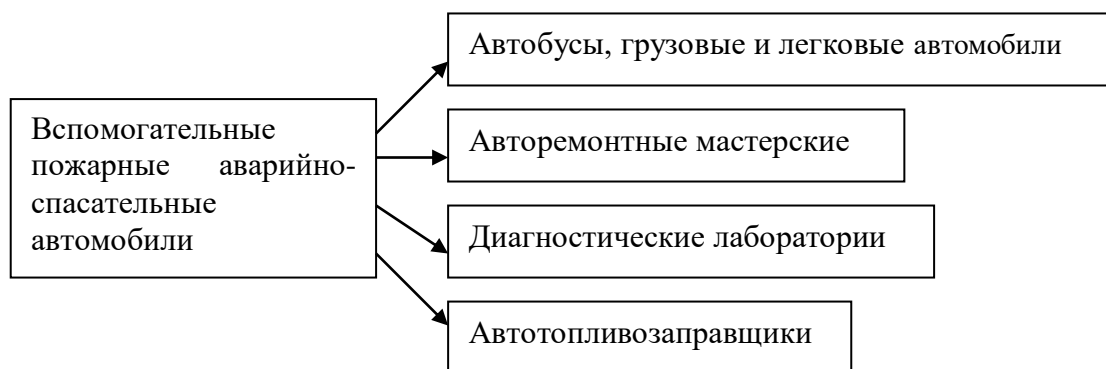 Автобусы, грузовые и легковые автомобили
Вспомогательные
пожарные аварийно-
спасательные
автомобили
Авторемонтные мастерские
Диагностические лаборатории
Автотопливозаправщики